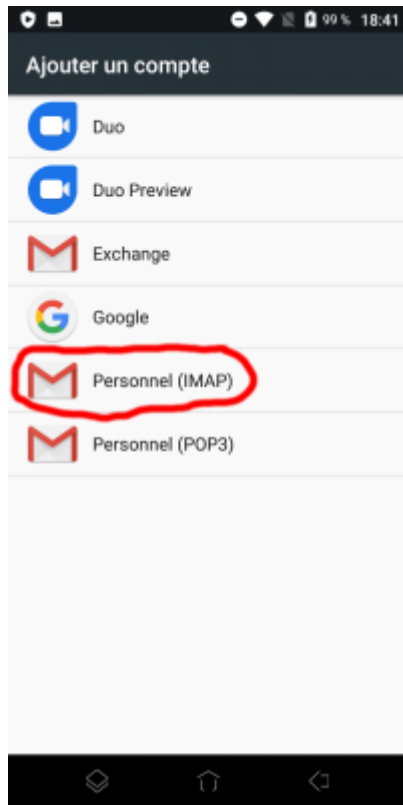 99 % 18:41
Ajouter un compte
Duo
Duo Preview
Exchange
Google
Personnel (IMAP)
Personnel (POP3)